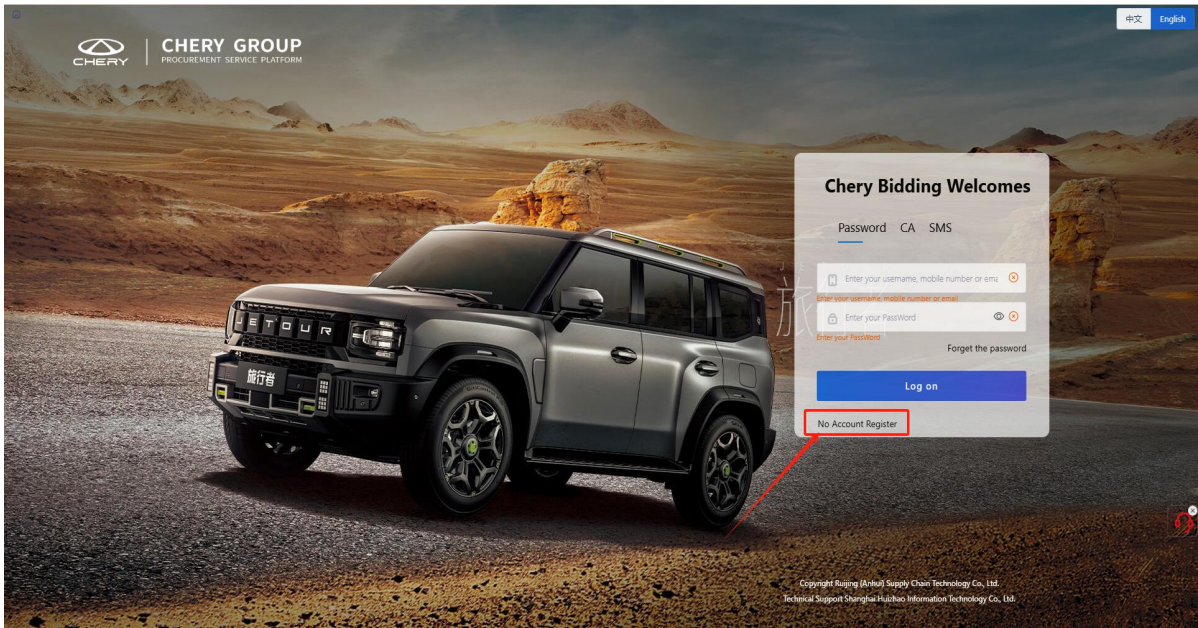 中文 English
CHERY
CHERY GROUP
PROCUREMENT SERVICE PLATFORM
Chery Bidding Welcomes
Password CA SMS
Enter your username, mobile number or ema
Enter your username, mobile number or email
Enter your PassWord
Enter your PassWord
Forget the password
Log on
No Account Register
JETOUR
旅行者
旅
Copyright Ruijing (Anhui) Supply Chain Technology Co., Ltd.
Technical Support Shanghai Huizhao Information Technology Co., Ltd.